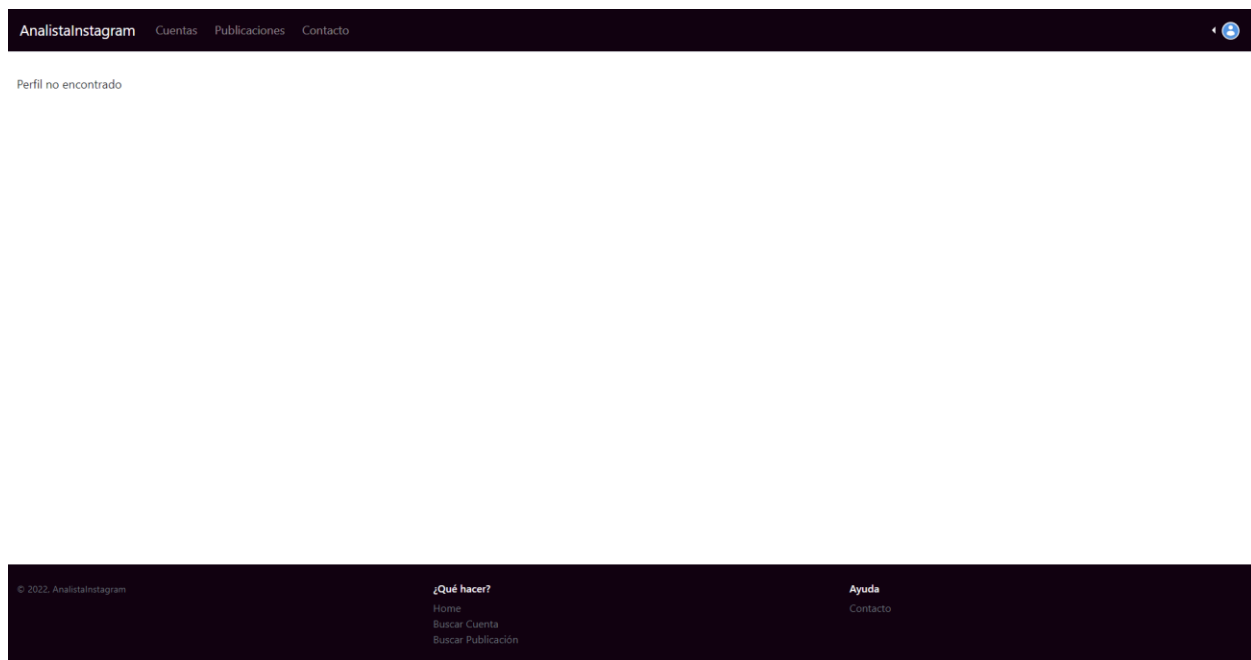 AnalistaInstagram Cuentas Publicaciones Contacto
Perfil no encontrado
© 2022. AnalistaInstagram
¿Qué hacer?
Home
Buscar Cuenta
Buscar Publicación
Ayuda
Contacto